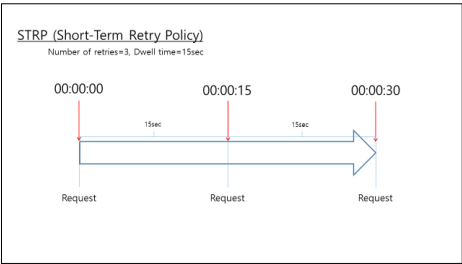 STRP (Short-Term Retry Policy)
Number of retries=3, Dwell time=15sec
00:00:00 00:00:15 00:00:30
15sec 15sec
Request Request Request